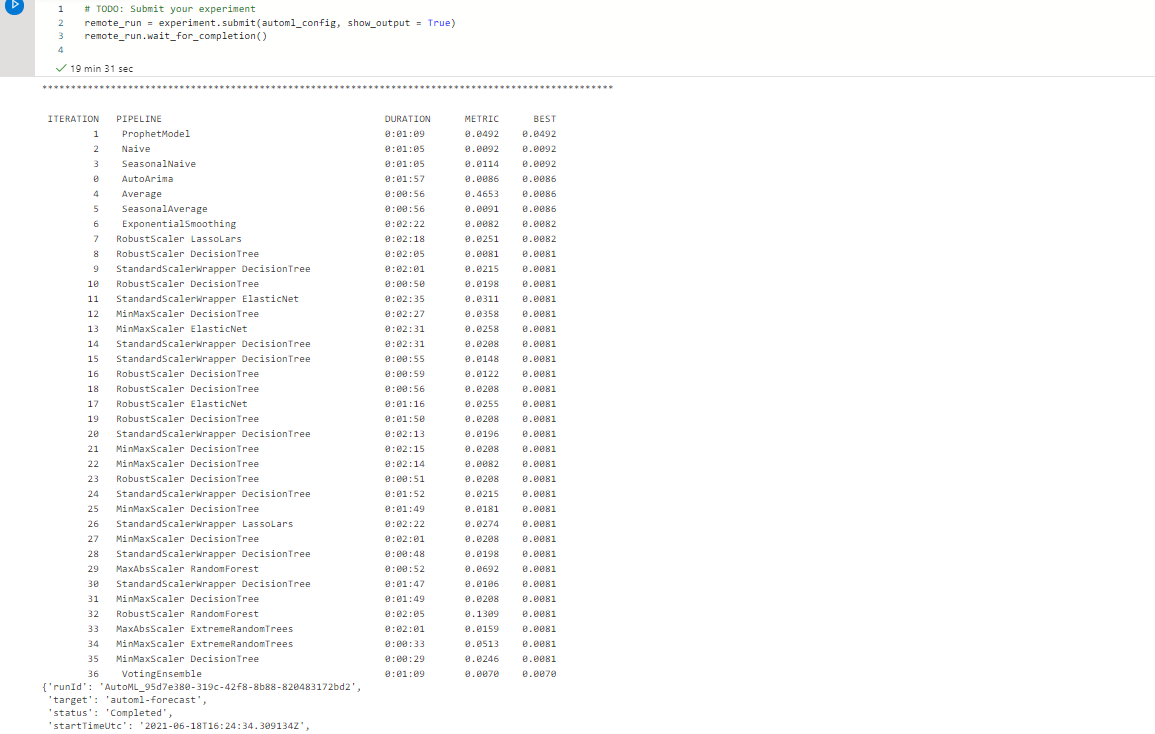 1 # TODO: Submit your experiment
2 remote_run = experiment.submit(automl_config, show_output = True)
3 remote_run.wait_for_completion()
4
19 min 31 sec
****************************************************************************************************
ITERATION PIPELINE DURATION METRIC BEST
1 ProphetModel 0:01:09 0.0492 0.0492
2 Naive 0:01:05 0.0092 0.0092
3 SeasonalNaive 0:01:05 0.0114 0.0092
0 AutoArima 0:01:57 0.0086 0.0086
4 Average 0:00:56 0.4653 0.0086
5 SeasonalAverage 0:00:56 0.0091 0.0086
6 ExponentialSmoothing 0:02:22 0.0082 0.0082
7 RobustScaler LassoLars 0:02:18 0.0251 0.0082
8 RobustScaler DecisionTree 0:02:05 0.0081 0.0081
9 StandardScalerWrapper DecisionTree 0:02:01 0.0215 0.0081
10 RobustScaler DecisionTree 0:00:50 0.0198 0.0081
11 StandardScalerWrapper ElasticNet 0:02:35 0.0311 0.0081
12 MinMaxScaler DecisionTree 0:02:27 0.0358 0.0081
13 MinMaxScaler ElasticNet 0:02:31 0.0258 0.0081
14 StandardScalerWrapper DecisionTree 0:02:31 0.0208 0.0081
15 StandardScalerWrapper DecisionTree 0:00:55 0.0148 0.0081
16 RobustScaler DecisionTree 0:00:59 0.0122 0.0081
18 RobustScaler DecisionTree 0:00:56 0.0208 0.0081
17 RobustScaler ElasticNet 0:01:16 0.0255 0.0081
19 RobustScaler DecisionTree 0:01:50 0.0208 0.0081
20 StandardScalerWrapper DecisionTree 0:02:13 0.0196 0.0081
21 MinMaxScaler DecisionTree 0:02:15 0.0208 0.0081
22 MinMaxScaler DecisionTree 0:02:14 0.0082 0.0081
23 RobustScaler DecisionTree 0:00:51 0.0208 0.0081
24 StandardScalerWrapper DecisionTree 0:01:52 0.0215 0.0081
25 MinMaxScaler DecisionTree 0:01:49 0.0181 0.0081
26 StandardScalerWrapper LassoLars 0:02:22 0.0274 0.0081
27 MinMaxScaler DecisionTree 0:02:01 0.0208 0.0081
28 StandardScalerWrapper DecisionTree 0:00:48 0.0198 0.0081
29 MaxAbsScaler RandomForest 0:00:52 0.0692 0.0081
30 StandardScalerWrapper DecisionTree 0:01:47 0.0106 0.0081
31 MinMaxScaler DecisionTree 0:01:49 0.0208 0.0081
32 RobustScaler RandomForest 0:02:05 0.1309 0.0081
33 MaxAbsScaler ExtremeRandomTrees 0:02:01 0.0159 0.0081
34 MinMaxScaler ExtremeRandomTrees 0:00:33 0.0513 0.0081
35 MinMaxScaler DecisionTree 0:00:29 0.0246 0.0081
36 VotingEnsemble 0:01:09 0.0070 0.0070
{'runId': 'AutoML_95d7e380-319c-42f8-8b88-820483172bd2',
'target': 'automl-forecast',
'status': 'Completed',
'startTimeUtc': '2021-06-18T16:24:34.309134Z',